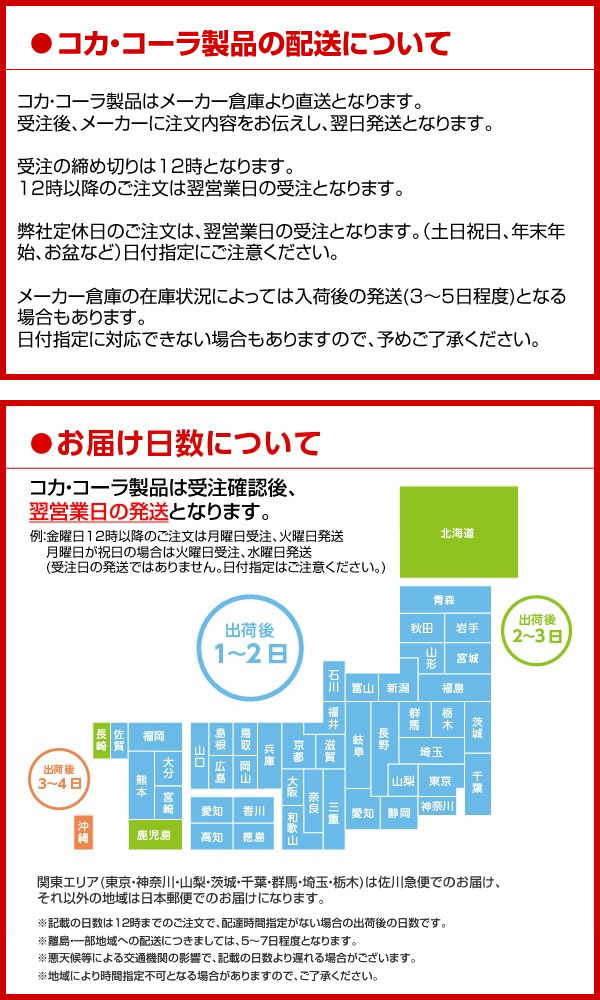 ●コカ・コーラ製品の配送について
コカ・コーラ製品はメーカー倉庫より直送となります。
受注後、メーカーに注文内容をお伝えし、翌日発送となります。
受注の締め切りは12時となります。
12時以降のご注文は翌営業日の受注となります。
弊社定休日のご注文は、翌営業日の受注となります。（土日祝日、年末年
始、お盆など）日付指定にご注意ください。
メーカー倉庫の在庫状況によっては入荷後の発送(3～5日程度)となる
場合もあります。
日付指定に対応できない場合もありますので、予めご了承ください。
●お届け日数について
コカ・コーラ製品は受注確認後、
翌営業日の発送となります。
例:金曜日12時以降のご注文は月曜日受注、火曜日発送
月曜日が祝日の場合は火曜日受注、水曜日発送
(受注日の発送ではありません。日付指定はご注意ください。)
北海道
青森
秋田 岩手
山形 宮城
福島
出荷後
2～3日
出荷後
1～2日
石川 富山 新潟
福井
群馬 栃木 茨城
長崎 佐賀 福岡
山口 島根 鳥取 兵庫 京都 滋賀 岐阜 長野
埼玉
広島 岡山
熊本 大分
宮崎
大阪 奈良 三重
山梨 東京 千葉
神奈川
出荷後
3～4日
愛知 香川
和歌山
愛知 静岡
沖縄
鹿児島
高知 徳島
関東エリア(東京・神奈川・山梨・茨城・千葉・群馬・埼玉・栃木)は佐川急便でのお届け、
それ以外の地域は日本郵便でのお届けになります。
※記載の日数は12時までのご注文で、配達時間指定がない場合の出荷後の日数です。
※離島・一部地域への配送につきましては、5～7日程度となります。
※悪天候等による交通機関の影響で、記載の日数より遅れる場合がございます。
※地域により時間指定不可となる場合がありますので、ご了承ください。